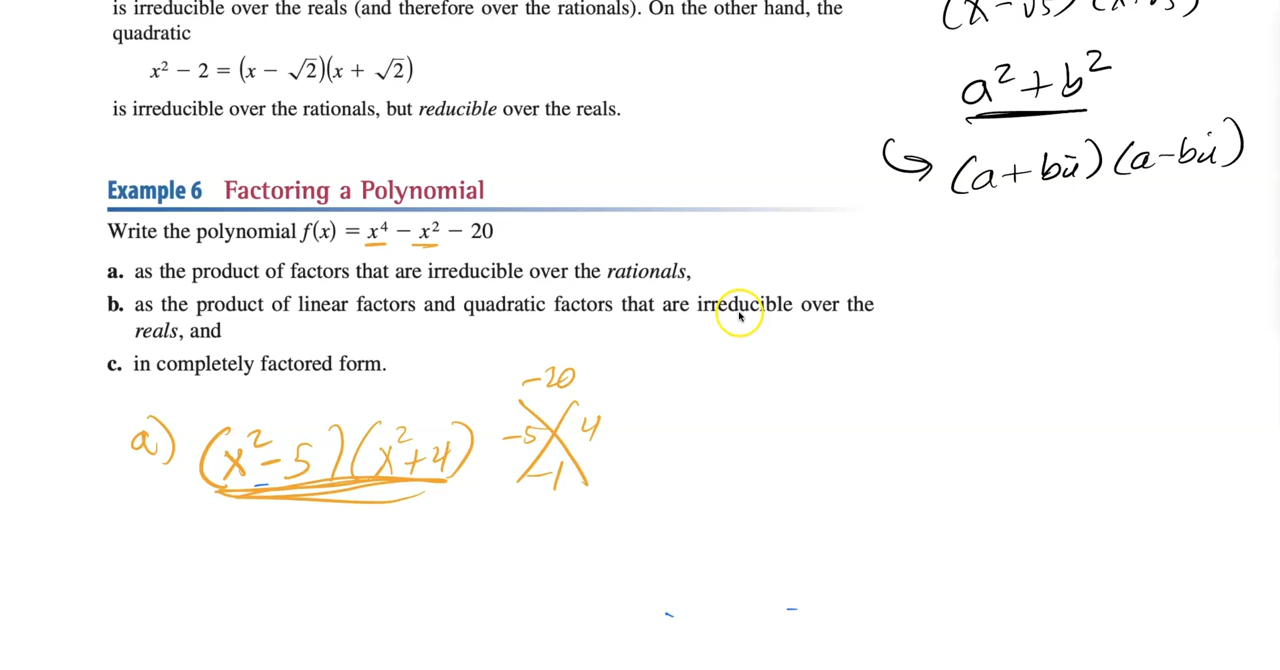 is irreducible over the reals (and therefore over the rationals). On the other hand, the
quadratic
x² − 2 = (x − √2)(x + √2)
is irreducible over the rationals, but reducible over the reals.
a² + b²
(a + bi) (a − bi)
Example 6 Factoring a Polynomial
Write the polynomial f(x) = x⁴ − x² − 20
a. as the product of factors that are irreducible over the rationals,
b. as the product of linear factors and quadratic factors that are irreducible over the
reals, and
c. in completely factored form.
−20
a) (x² − 5)(x² + 4) −5 4
−1